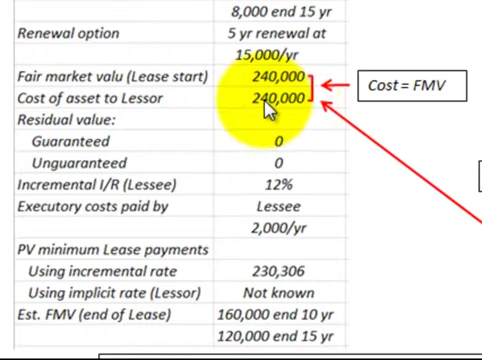 8,000 end 15 yr
Renewal option 5 yr renewal at
15,000/yr
Fair market valu (Lease start) 240,000
Cost = FMV
Cost of asset to Lessor 240,000
Residual value:
Guaranteed 0
Unguaranteed 0
Incremental I/R (Lessee) 12%
Executory costs paid by Lessee
2,000/yr
PV minimum Lease payments
Using incremental rate 230,306
Using implicit rate (Lessor) Not known
Est. FMV (end of Lease) 160,000 end 10 yr
120,000 end 15 yr